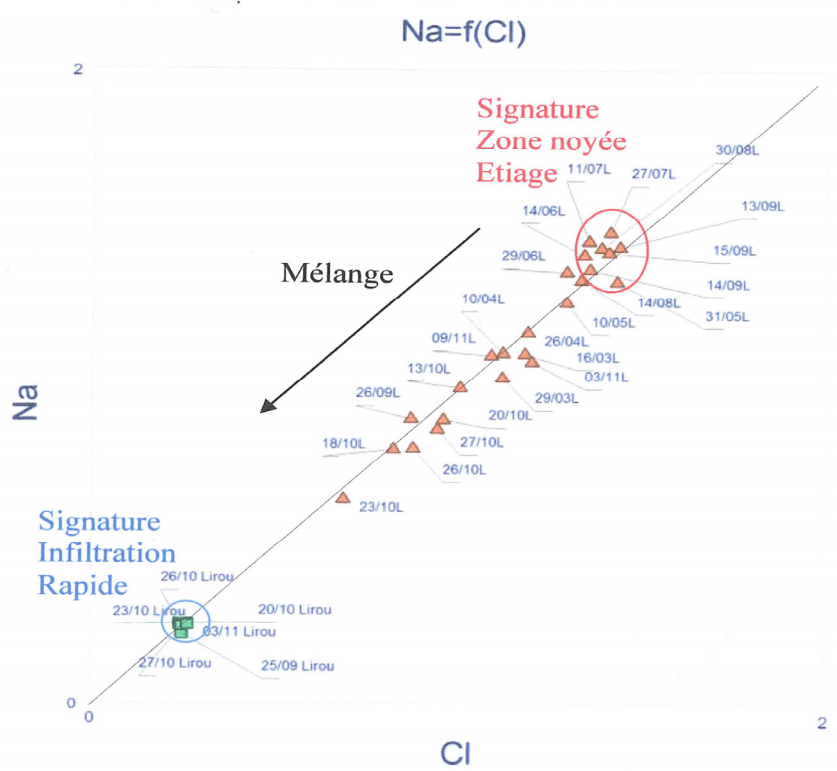 Na=f(Cl)
2
Signature
Zone noyée
Etiage
30/08L
11/07L
27/07L
14/06L
13/09L
29/06L
15/09L
14/09L
14/08L
31/05L
10/05L
Mélange
10/04L
26/04L
09/11L
16/03L
03/11L
13/10L
29/03L
26/09L
20/10L
18/10L
27/10L
26/10L
23/10L
Na
Signature
Infiltration
Rapide
26/10 Lirou
23/10 Lirou
20/10 Lirou
03/11 Lirou
27/10 Lirou
25/09 Lirou
0
0
2
Cl